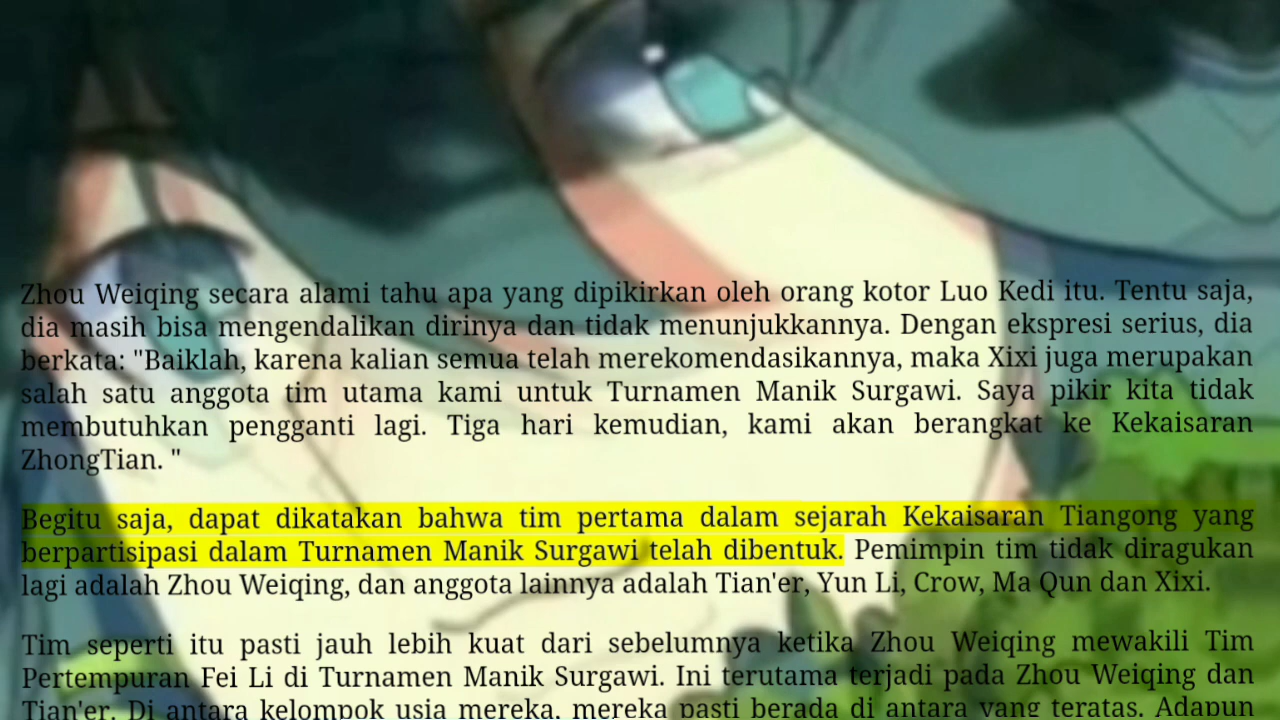 Zhou Weiqing secara alami tahu apa yang dipikirkan oleh orang kotor Luo Kedi itu. Tentu saja,
dia masih bisa mengendalikan dirinya dan tidak menunjukkannya. Dengan ekspresi serius, dia
berkata: "Baiklah, karena kalian semua telah merekomendasikannya, maka Xixi juga merupakan
salah satu anggota tim utama kami untuk Turnamen Manik Surgawi. Saya pikir kita tidak
membutuhkan pengganti lagi. Tiga hari kemudian, kami akan berangkat ke Kekaisaran
ZhongTian. "
Begitu saja, dapat dikatakan bahwa tim pertama dalam sejarah Kekaisaran Tiangong yang
berpartisipasi dalam Turnamen Manik Surgawi telah dibentuk. Pemimpin tim tidak diragukan
lagi adalah Zhou Weiqing, dan anggota lainnya adalah Tian'er, Yun Li, Crow, Ma Qun dan Xixi.
Tim seperti itu pasti jauh lebih kuat dari sebelumnya ketika Zhou Weiqing mewakili Tim
Pertempuran Fei Li di Turnamen Manik Surgawi. Ini terutama terjadi pada Zhou Weiqing dan
Tian'er. Di antara kelompok usia mereka, mereka pasti berada di antara yang teratas. Adapun